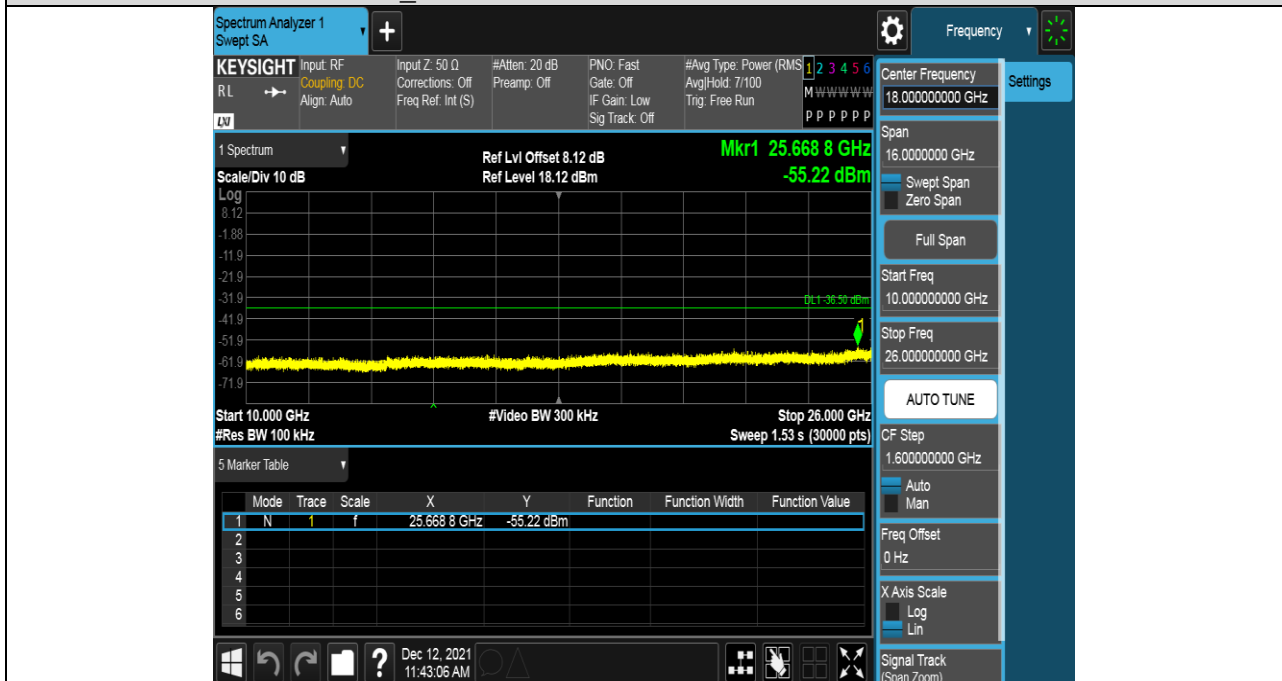 Spectrum Analyzer 1
Swept SA
+
Frequency
KEYSIGHT
RL
LXI
Input: RF
Coupling: DC
Align: Auto
Input Z: 50 Ω
Corrections: Off
Freq Ref: Int (S)
#Atten: 20 dB
Preamp: Off
PNO: Fast
Gate: Off
IF Gain: Low
Sig Track: Off
#Avg Type: Power (RMS
Avg|Hold: 7/100
Trig: Free Run
1 2 3 4 5 6
M W W W W W
P P P P P P
Center Frequency
18.000000000 GHz
Settings
Span
16.0000000 GHz
Swept Span
Zero Span
Full Span
Start Freq
10.000000000 GHz
Stop Freq
26.000000000 GHz
AUTO TUNE
CF Step
1.600000000 GHz
Auto
Man
Freq Offset
0 Hz
X Axis Scale
Log
Lin
Signal Track
(Span Zoom)
1 Spectrum
Scale/Div 10 dB
Ref Lvl Offset 8.12 dB
Ref Level 18.12 dBm
Mkr1 25.668 8 GHz
-55.22 dBm
Log
8.12
-1.88
-11.9
-21.9
-31.9
-41.9
-51.9
-61.9
-71.9
DL1 -36.50 dBm
1
Start 10.000 GHz
#Res BW 100 kHz
#Video BW 300 kHz
Stop 26.000 GHz
Sweep 1.53 s (30000 pts)
5 Marker Table
Mode Trace Scale X Y Function Function Width Function Value
1 N 1 f 25.668 8 GHz -55.22 dBm
2
3
4
5
6
?
Dec 12, 2021
11:43:06 AM